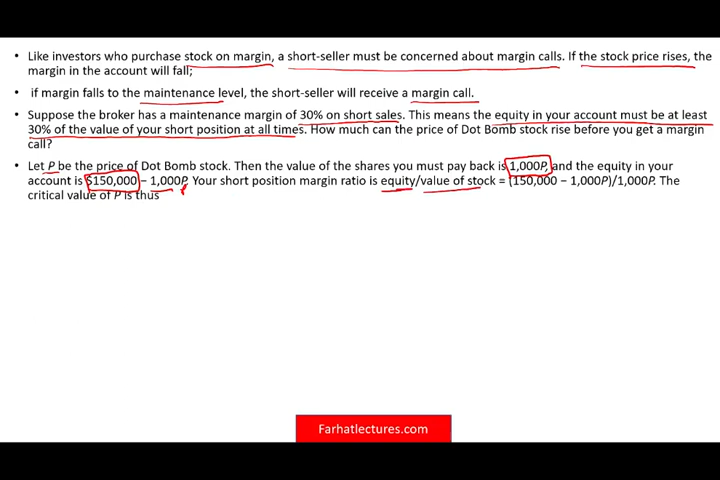 • Like investors who purchase stock on margin, a short-seller must be concerned about margin calls. If the stock price rises, the
margin in the account will fall;
• if margin falls to the maintenance level, the short-seller will receive a margin call.
• Suppose the broker has a maintenance margin of 30% on short sales. This means the equity in your account must be at least
30% of the value of your short position at all times. How much can the price of Dot Bomb stock rise before you get a margin
call?
• Let P be the price of Dot Bomb stock. Then the value of the shares you must pay back is 1,000P, and the equity in your
account is $150,000 − 1,000P. Your short position margin ratio is equity/value of stock = (150,000 − 1,000P)/1,000P. The
critical value of P is thus
Farhatlectures.com